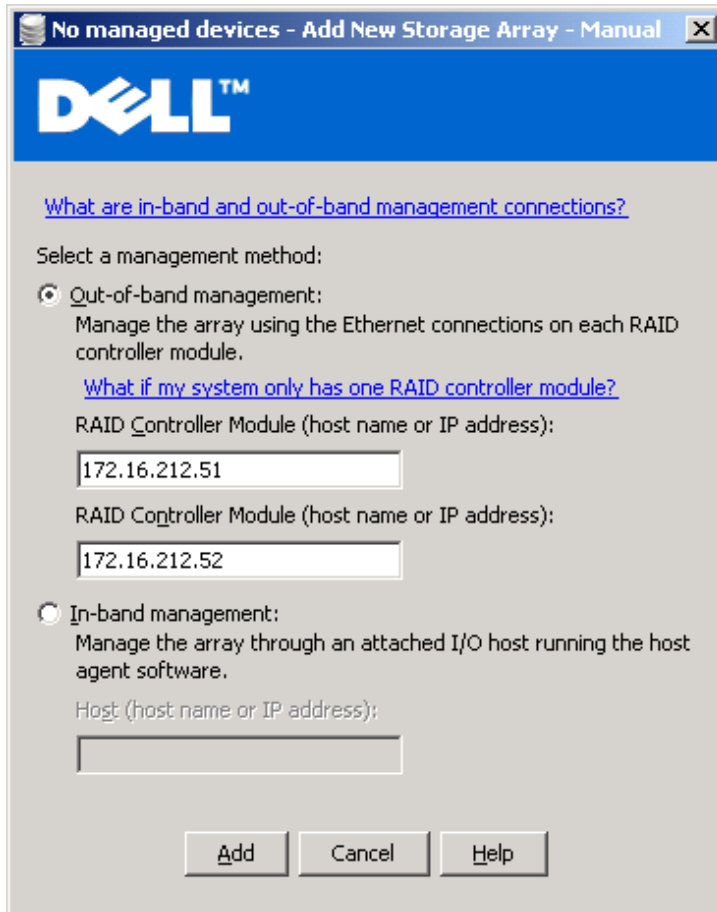 No managed devices - Add New Storage Array - Manual
DELL™
What are in-band and out-of-band management connections?
Select a management method:
Out-of-band management:
Manage the array using the Ethernet connections on each RAID
controller module.
What if my system only has one RAID controller module?
RAID Controller Module (host name or IP address):
172.16.212.51
RAID Controller Module (host name or IP address):
172.16.212.52
In-band management:
Manage the array through an attached I/O host running the host
agent software.
Host (host name or IP address):
Add Cancel Help